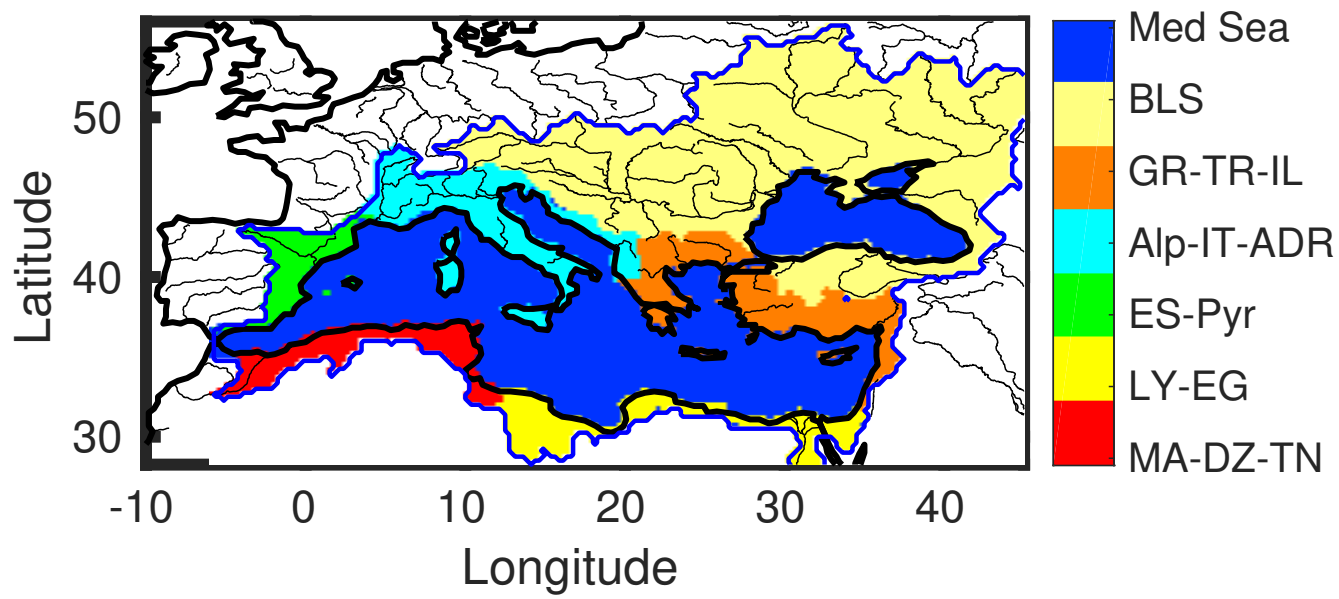 Latitude
50
40
30
-10 0 10 20 30 40
Longitude
Med Sea
BLS
GR-TR-IL
Alp-IT-ADR
ES-Pyr
LY-EG
MA-DZ-TN